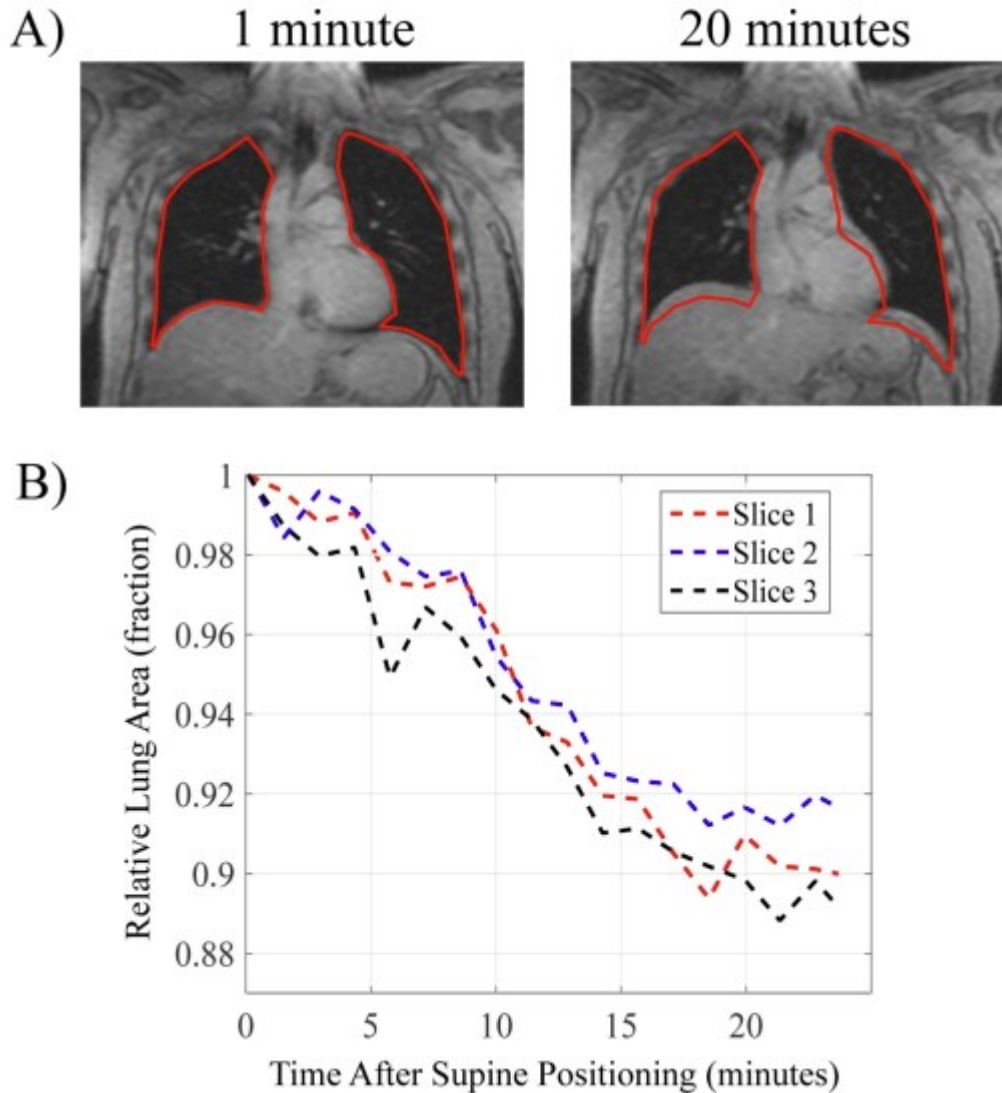 A)
1 minute
20 minutes
B)
Relative Lung Area (fraction)
1
0.98
0.96
0.94
0.92
0.9
0.88
Slice 1
Slice 2
Slice 3
0
5
10
15
20
Time After Supine Positioning (minutes)